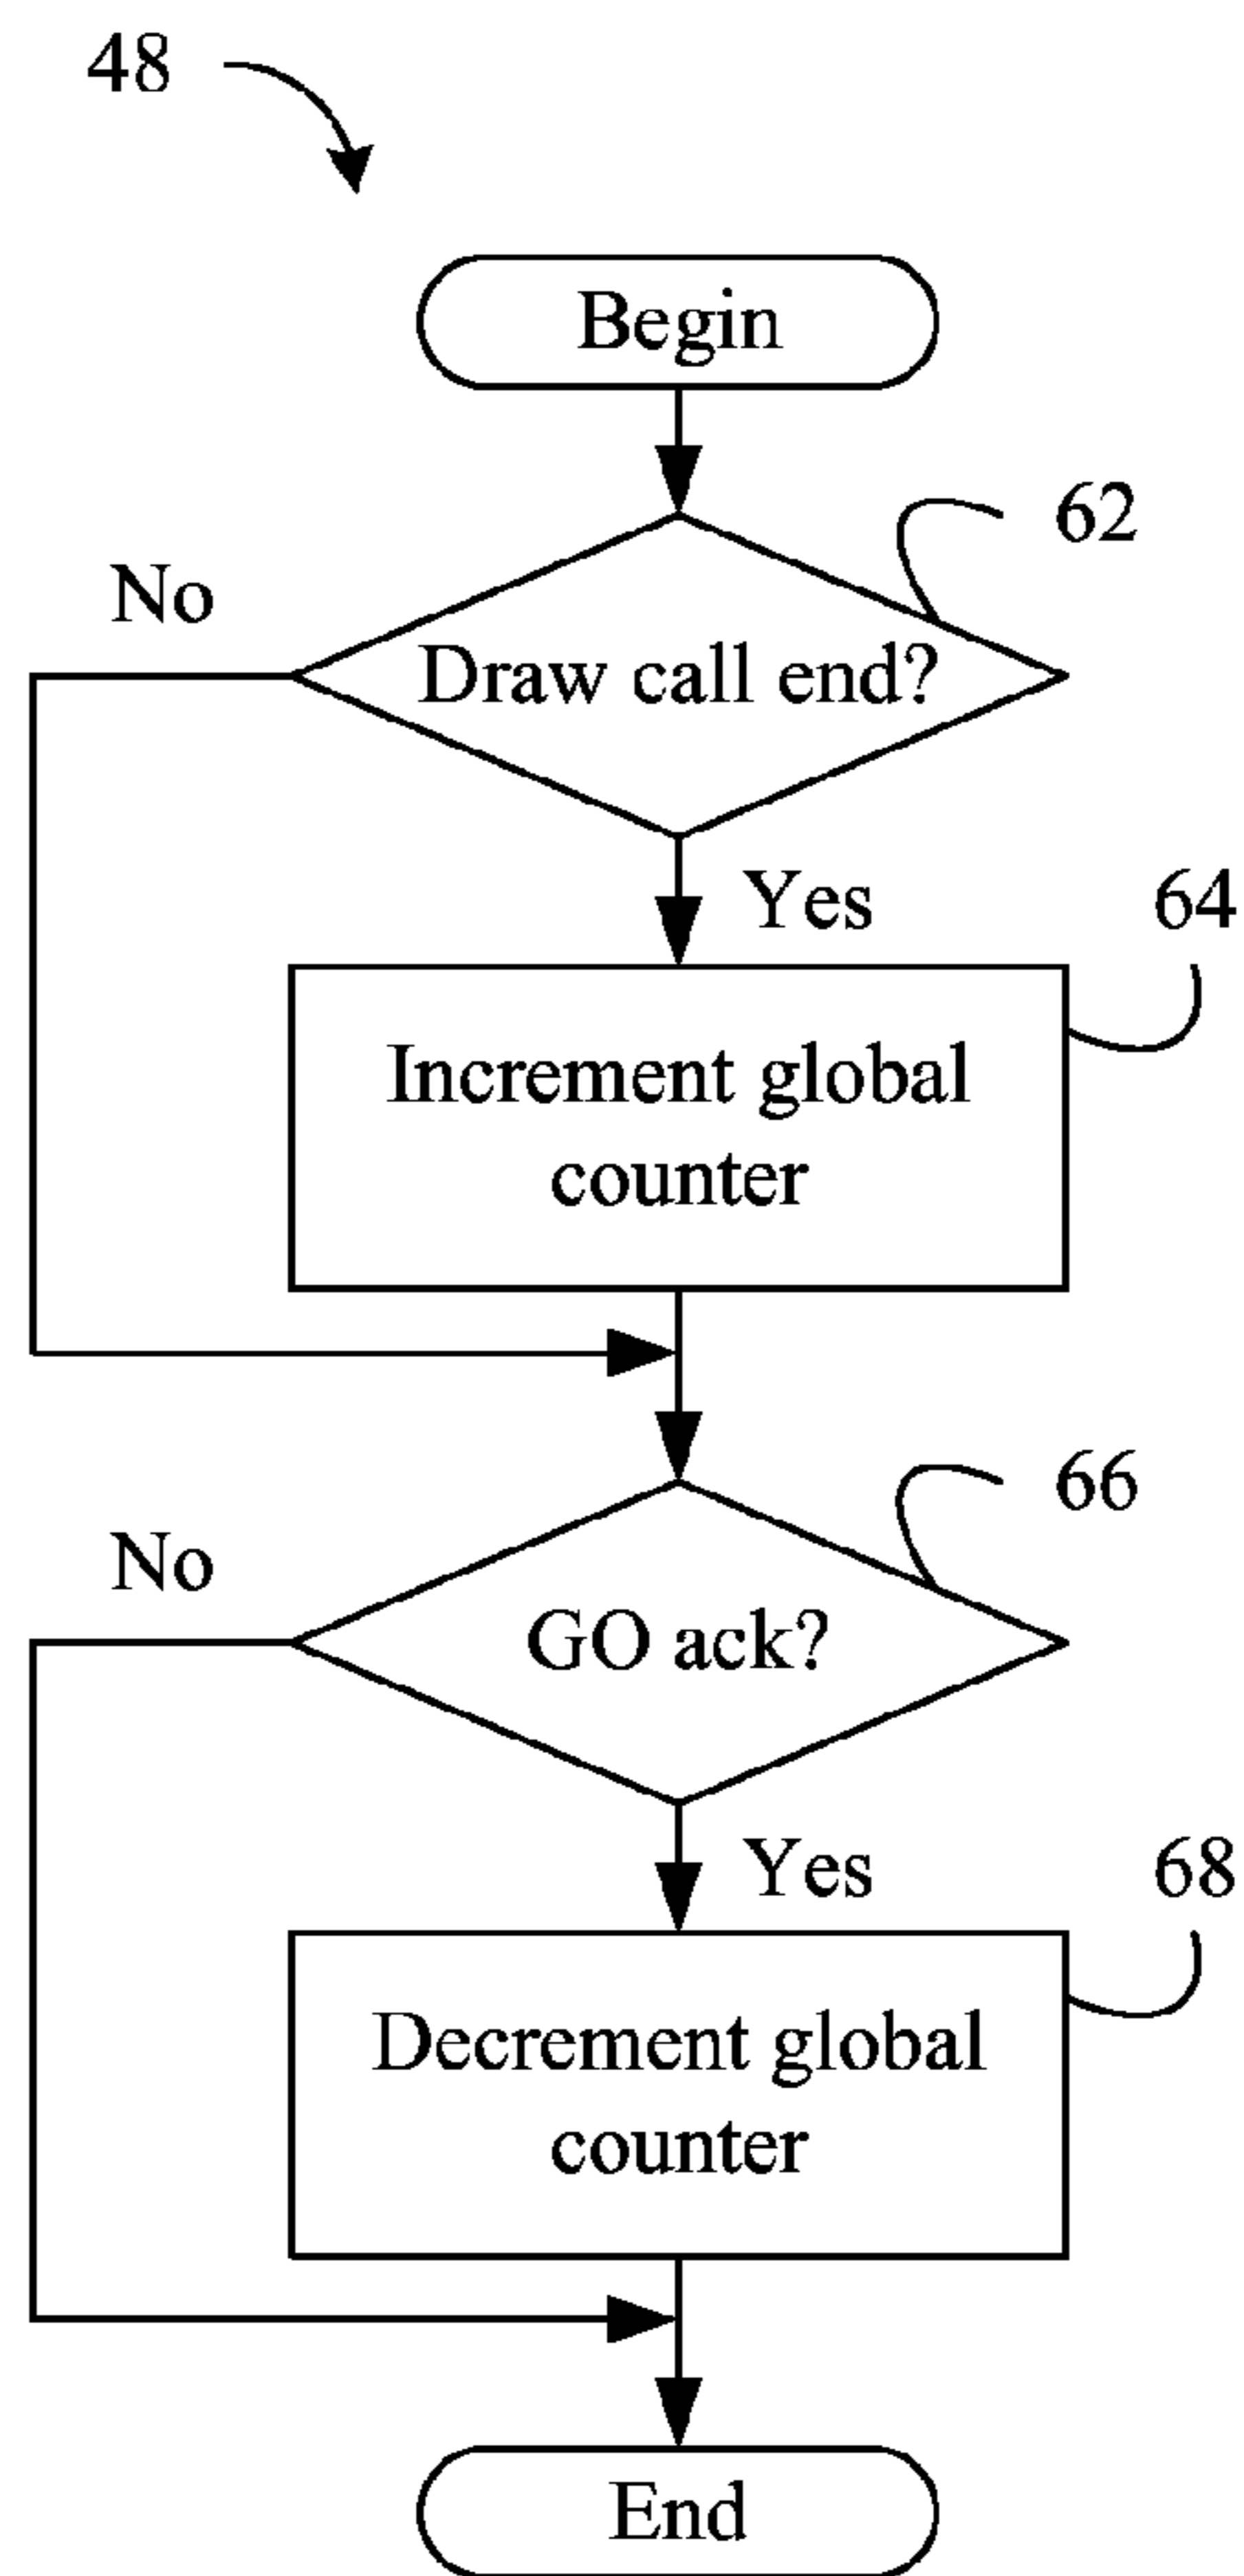 48
Begin
62
No
Draw call end?
Yes
64
Increment global
counter
66
No
GO ack?
Yes
68
Decrement global
counter
End